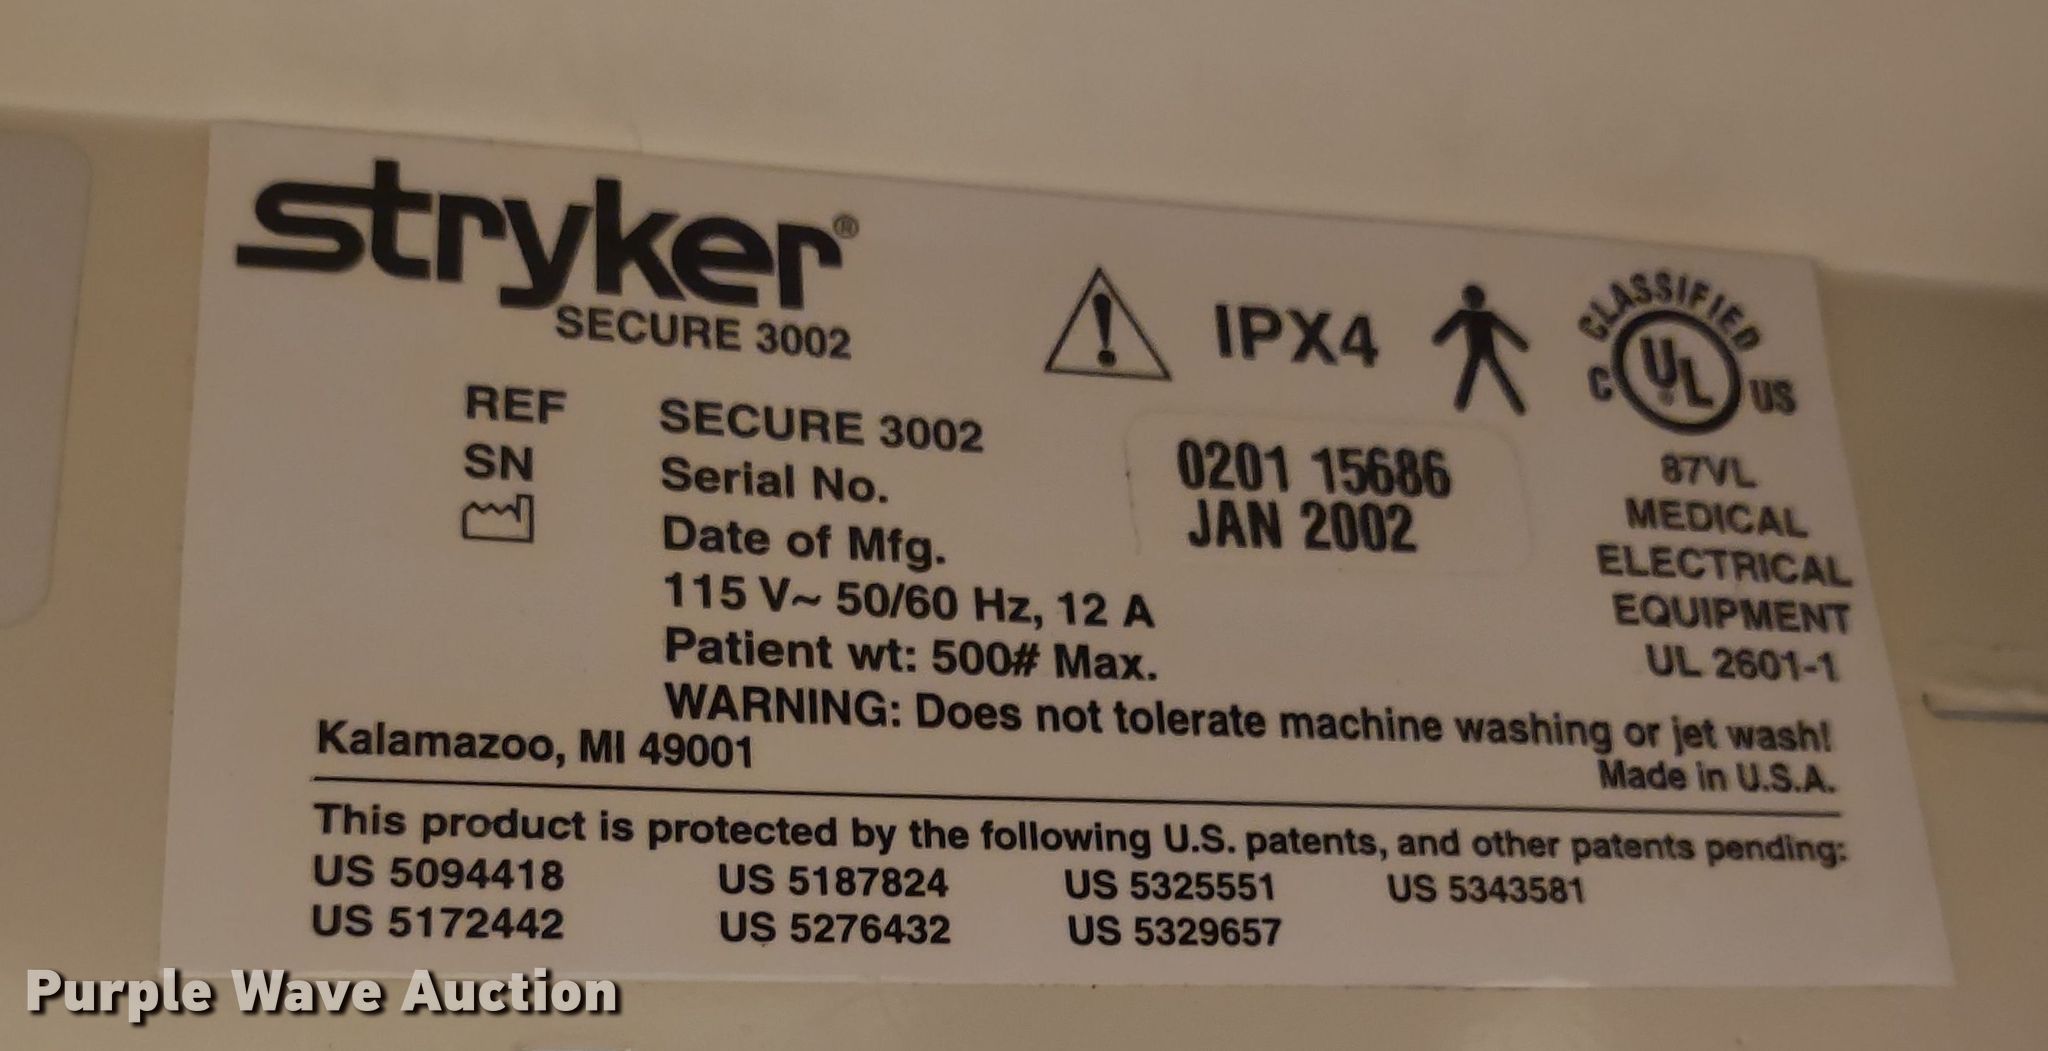 stryker®
SECURE 3002
IPX4
CLASSIFIED
C UL® US
REF SECURE 3002
SN Serial No. 0201 15686
Date of Mfg. JAN 2002
115 V~ 50/60 Hz, 12 A
Patient wt: 500# Max.
WARNING: Does not tolerate machine washing or jet wash!
87VL
MEDICAL
ELECTRICAL
EQUIPMENT
UL 2601-1
Kalamazoo, MI 49001
Made in U.S.A.
This product is protected by the following U.S. patents, and other patents pending:
US 5094418 US 5187824 US 5325551 US 5343581
US 5172442 US 5276432 US 5329657
Purple Wave Auction